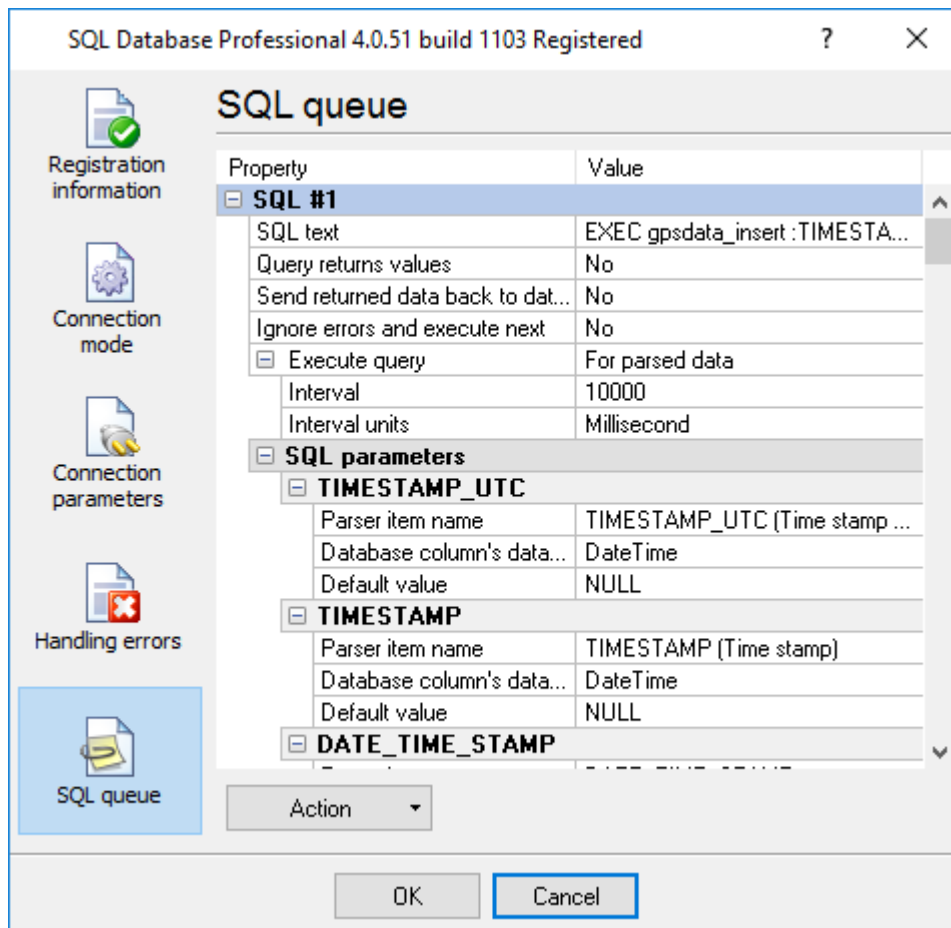 SQL Database Professional 4.0.51 build 1103 Registered ?
Registration
information
Connection
mode
Connection
parameters
Handling errors
SQL queue
SQL queue
Property Value
SQL #1
SQL text EXEC gpsdata_insert :TIMESTA...
Query returns values No
Send returned data back to dat... No
Ignore errors and execute next No
Execute query For parsed data
Interval 10000
Interval units Millisecond
SQL parameters
TIMESTAMP_UTC
Parser item name TIMESTAMP_UTC (Time stamp ...
Database column's data... DateTime
Default value NULL
TIMESTAMP
Parser item name TIMESTAMP (Time stamp)
Database column's data... DateTime
Default value NULL
DATE_TIME_STAMP
Action
OK Cancel